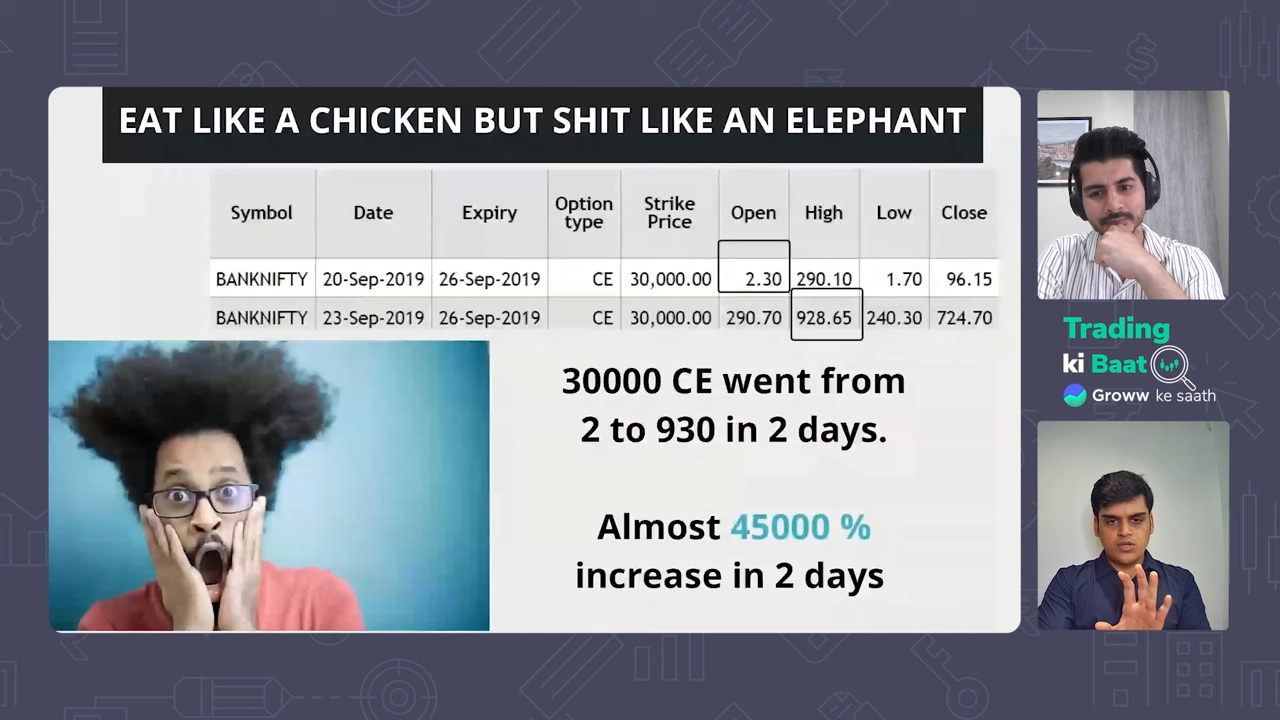 EAT LIKE A CHICKEN BUT SHIT LIKE AN ELEPHANT
Symbol Date Expiry Option type Strike Price Open High Low Close
BANKNIFTY 20-Sep-2019 26-Sep-2019 CE 30,000.00 2.30 290.10 1.70 96.15
BANKNIFTY 23-Sep-2019 26-Sep-2019 CE 30,000.00 290.70 928.65 240.30 724.70
30000 CE went from
2 to 930 in 2 days.
Almost 45000 %
increase in 2 days
Trading
ki Baat
Groww ke saath